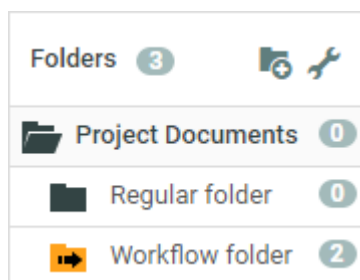 Folders 3
Project Documents 0
Regular folder 0
Workflow folder 2